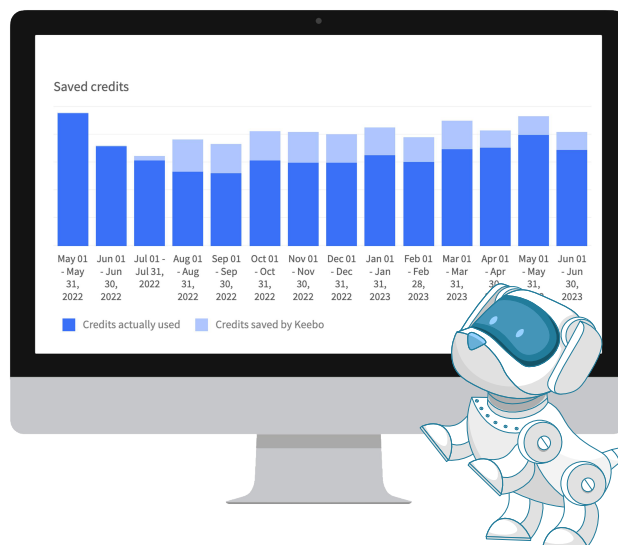 Saved credits
May 01 Jun 01 Jul 01 - Aug 01 Sep 01 Oct 01 Nov 01 Dec 01 Jan 01 Feb 01 Mar 01 Apr 01 May 01 Jun 01
- May - Jun Jul 31, - Aug - Sep - Oct - Nov - Dec - Jan - Feb - Mar - Apr - May - Jun
31, 30, 2022 31, 30, 31, 30, 31, 31, 28, 31, 30, 31, 30,
2022 2022 2022 2022 2022 2022 2022 2023 2023 2023 2023
Credits actually used Credits saved by Keebo